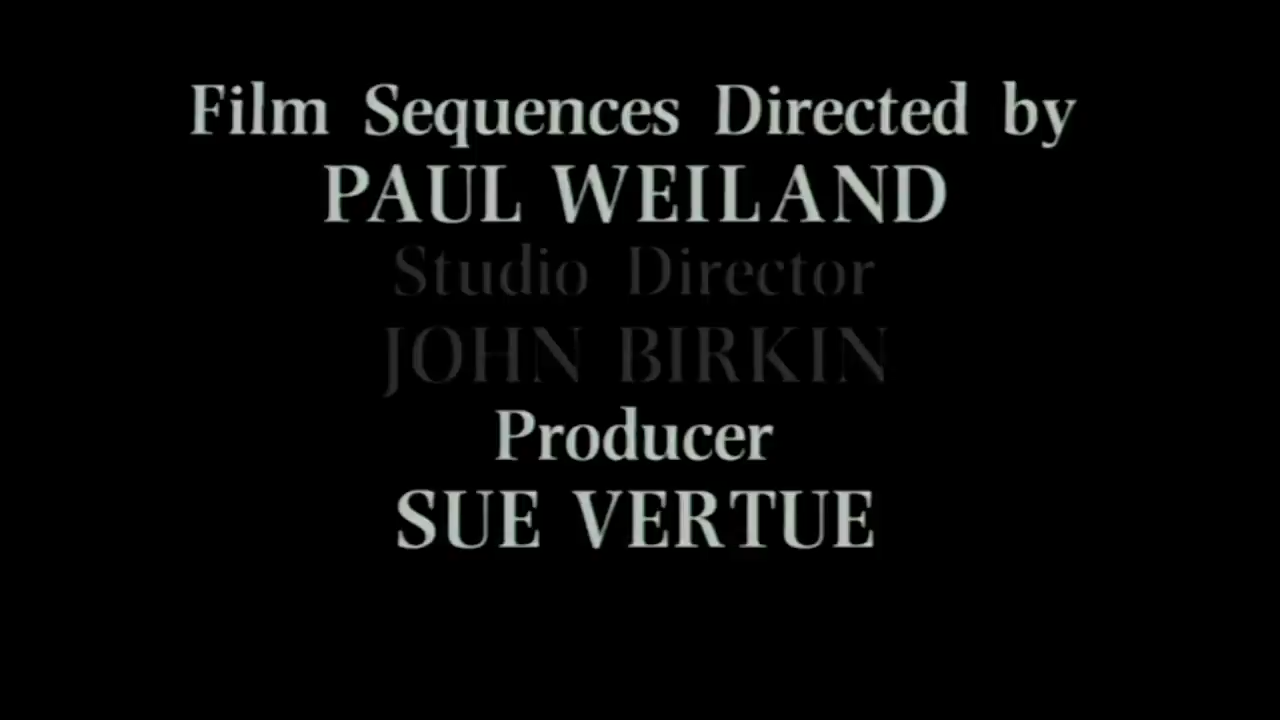 Film Sequences Directed by
PAUL WEILAND
Studio Director
JOHN BIRKIN
Producer
SUE VERTUE